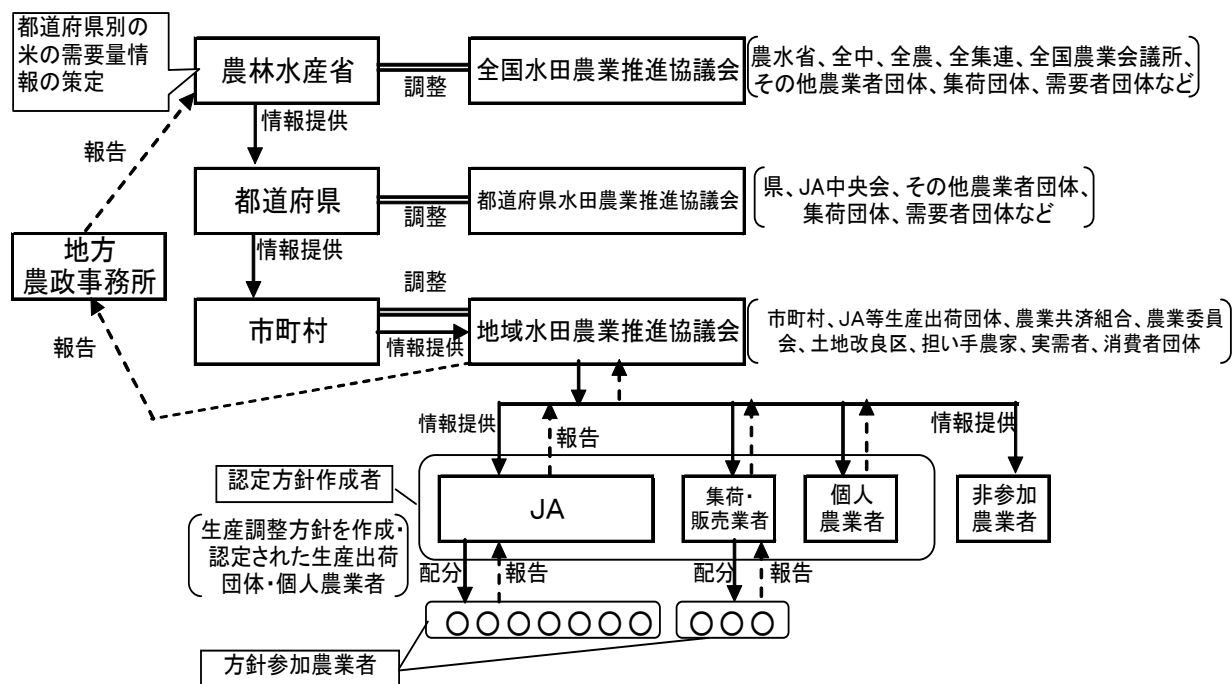 都道府県別の
米の需要量情
報の策定
農林水産省
調整
全国水田農業推進協議会
農水省、全中、全農、全集連、全国農業会議所、
その他農業者団体、集荷団体、需要者団体など
情報提供
報告
都道府県
調整
都道府県水田農業推進協議会
県、JA中央会、その他農業者団体、
集荷団体、需要者団体など
地方
農政事務所
情報提供
調整
市町村
情報提供
地域水田農業推進協議会
市町村、JA等生産出荷団体、農業共済組合、農業委員
会、土地改良区、担い手農家、実需者、消費者団体
報告
情報提供
報告
情報提供
認定方針作成者
JA
集荷・
販売業者
個人
農業者
非参加
農業者
生産調整方針を作成・
認定された生産出荷
団体・個人農業者
配分
報告
配分
報告
方針参加農業者